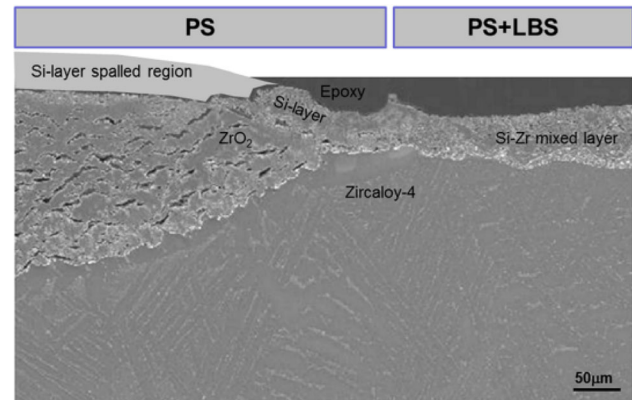 PS
PS+LBS
Si-layer spalled region
Epoxy
Si-layer
ZrO₂
Si-Zr mixed layer
Zircaloy-4
50μm